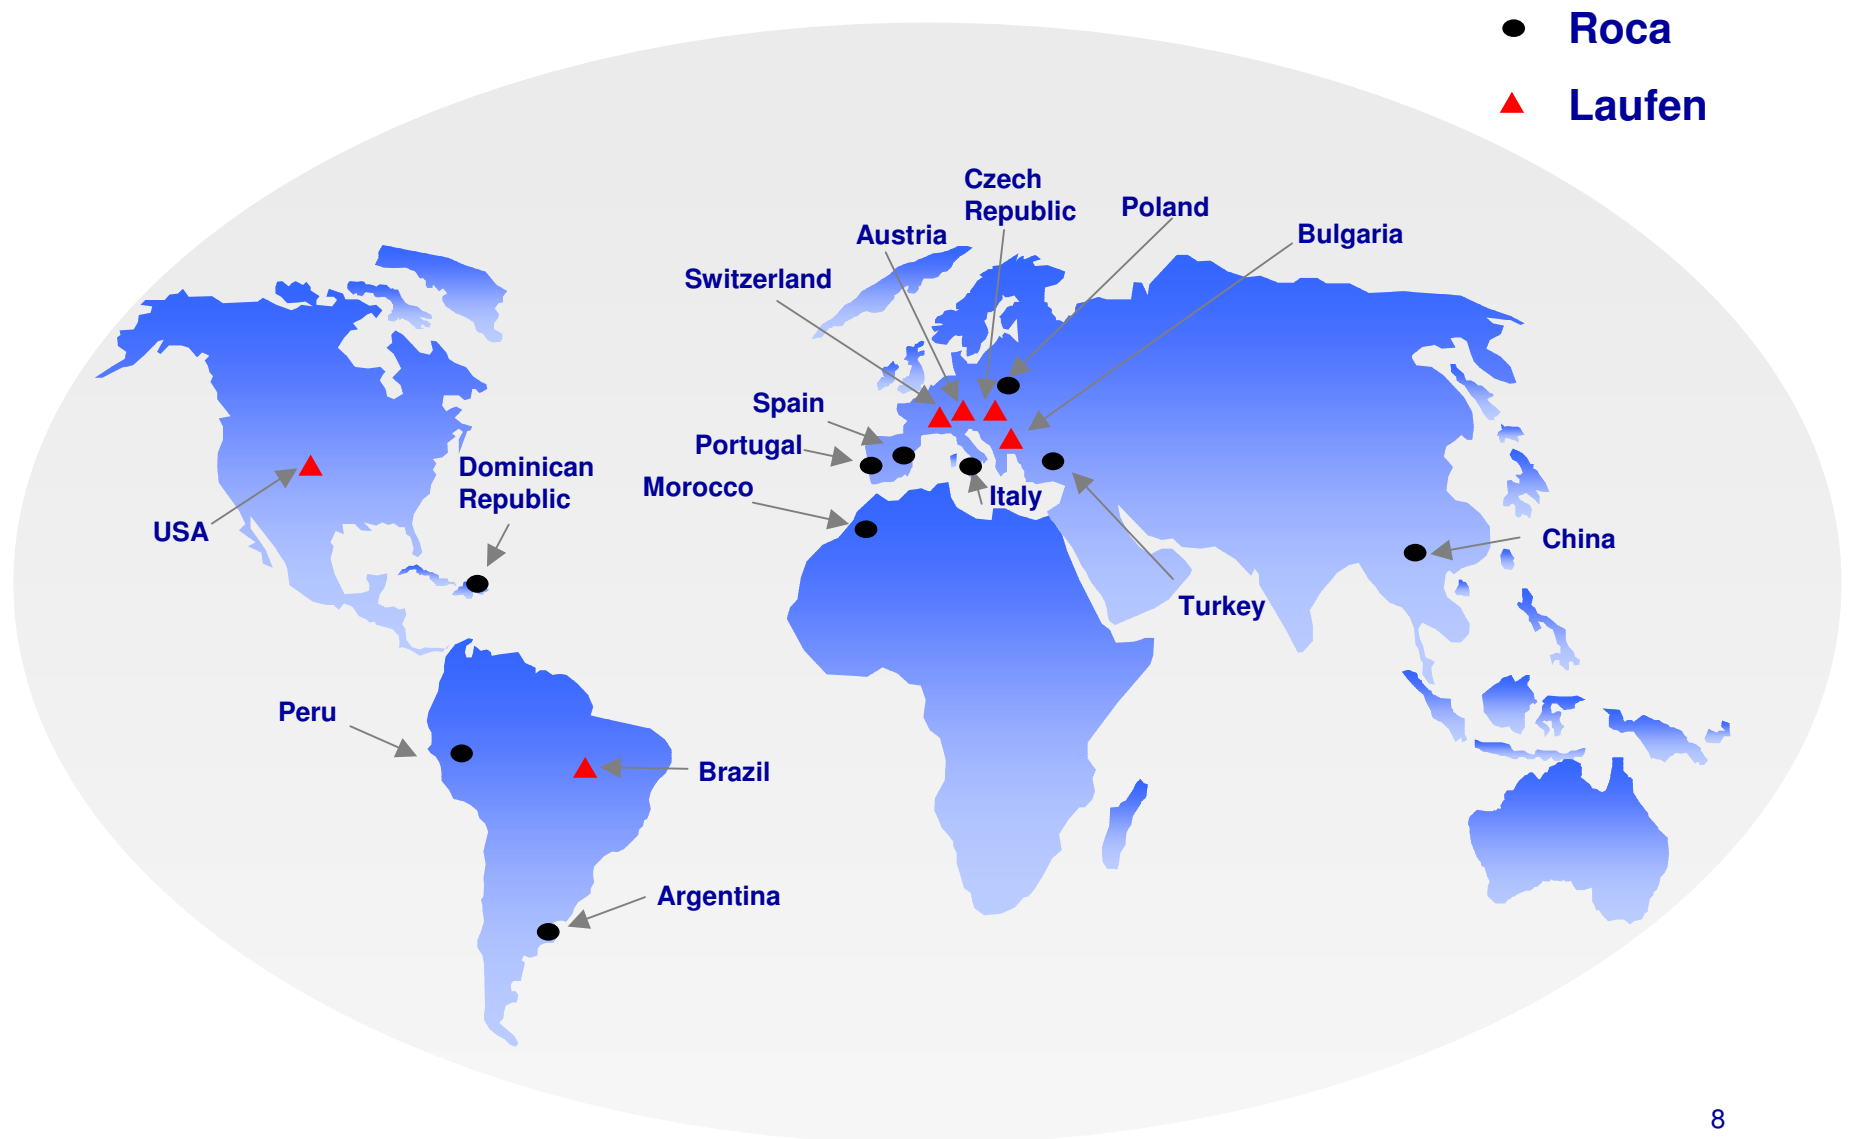 Roca
Laufen
Czech
Republic
Poland
Austria
Bulgaria
Switzerland
Spain
Portugal
Dominican
Republic
Morocco
Italy
USA
China
Turkey
Peru
Brazil
Argentina
8